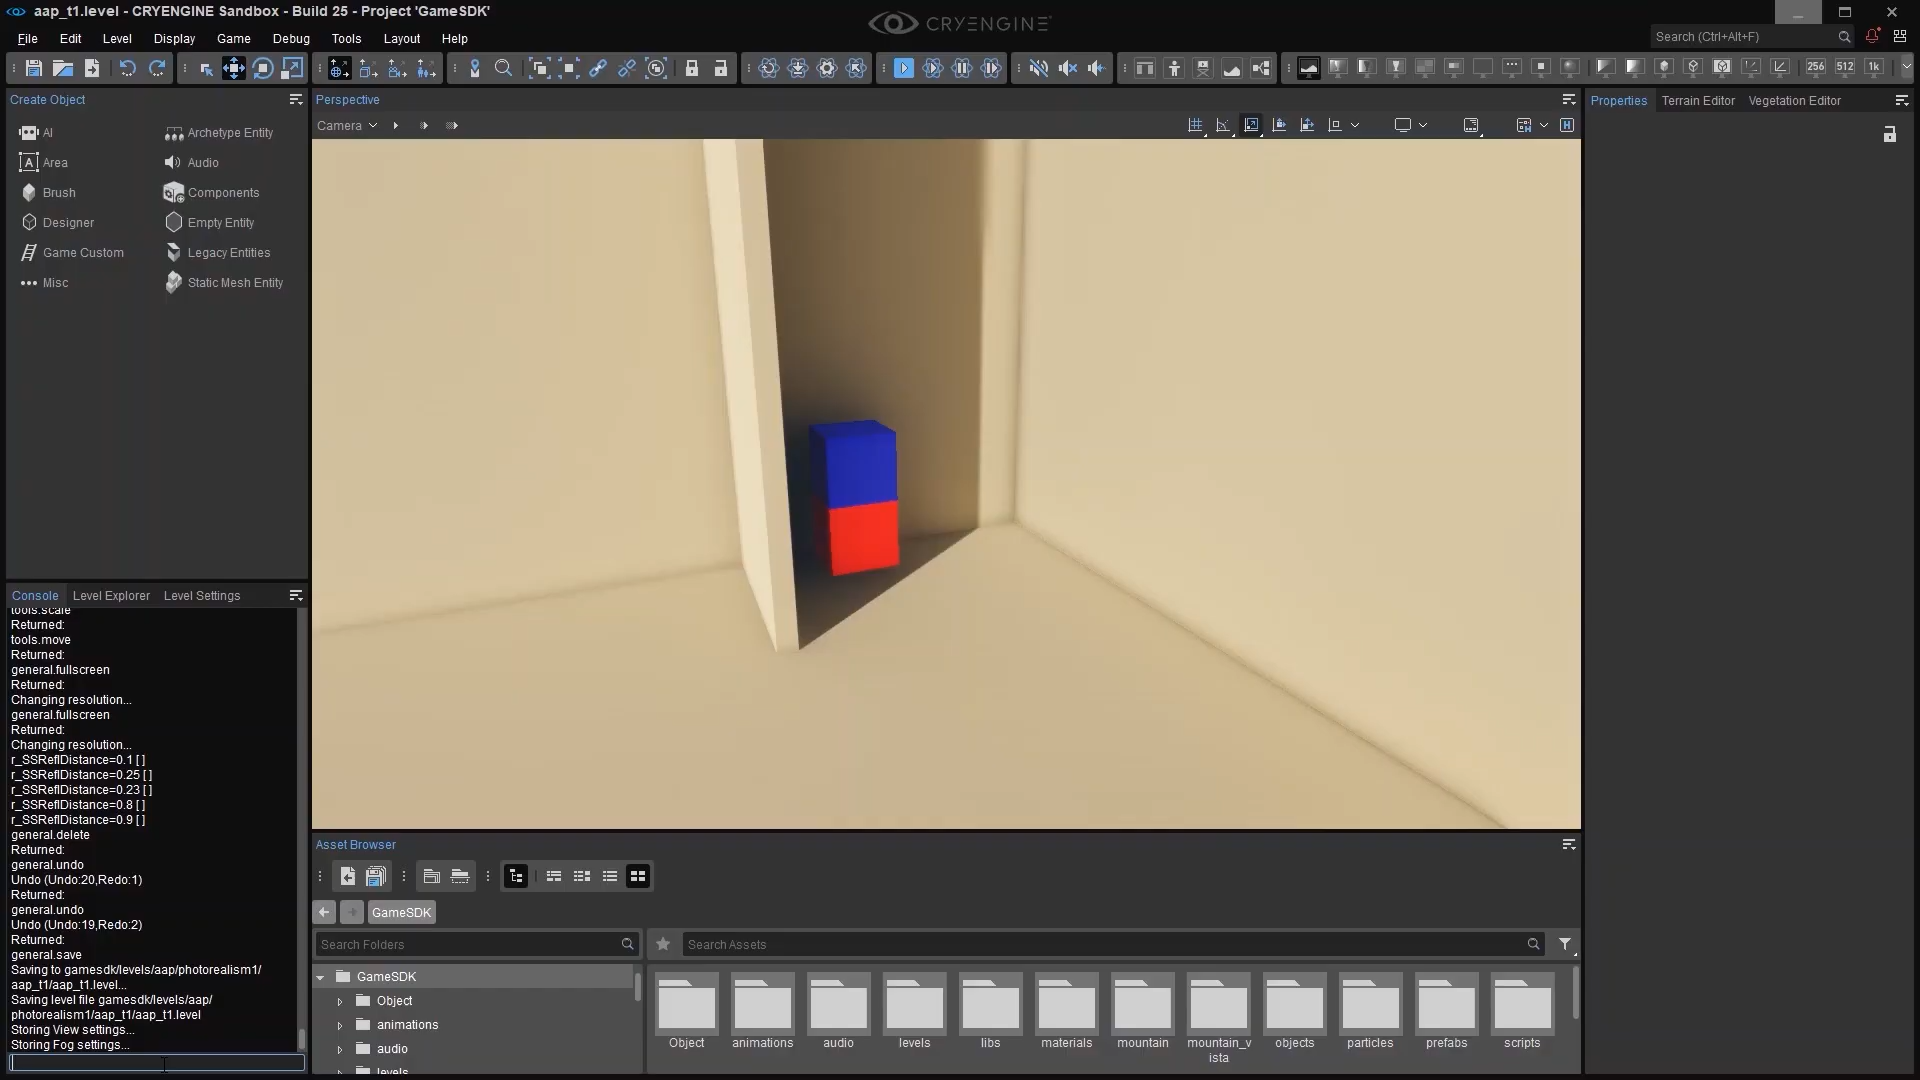 aap_t1.level - CRYENGINE Sandbox - Build 25 - Project 'GameSDK'
CRYENGINE
File Edit Level Display Game Debug Tools Layout Help
Search (Ctrl+Alt+F)
256 512 1k
Create Object
AI
Archetype Entity
Area
Audio
Brush
Components
Designer
Empty Entity
Game Custom
Legacy Entities
Misc
Static Mesh Entity
Perspective
Camera
Properties Terrain Editor Vegetation Editor
Console Level Explorer Level Settings
tools.scale
Returned:
tools.move
Returned:
general.fullscreen
Returned:
Changing resolution...
general.fullscreen
Returned:
Changing resolution...
r_SSReflDistance=0.1 [ ]
r_SSReflDistance=0.25 [ ]
r_SSReflDistance=0.23 [ ]
r_SSReflDistance=0.8 [ ]
r_SSReflDistance=0.9 [ ]
general.delete
Returned:
general.undo
Undo (Undo:20,Redo:1)
Returned:
general.undo
Undo (Undo:19,Redo:2)
Returned:
general.save
Saving to gamesdk/levels/aap/photorealism1/
aap_t1/aap_t1.level...
Saving level file gamesdk/levels/aap/
photorealism1/aap_t1/aap_t1.level
Storing View settings...
Storing Fog settings...
Asset Browser
GameSDK
Search Folders
Search Assets
GameSDK
Object
animations
audio
levels
Object animations audio levels libs materials mountain mountain_v objects particles prefabs scripts
ista